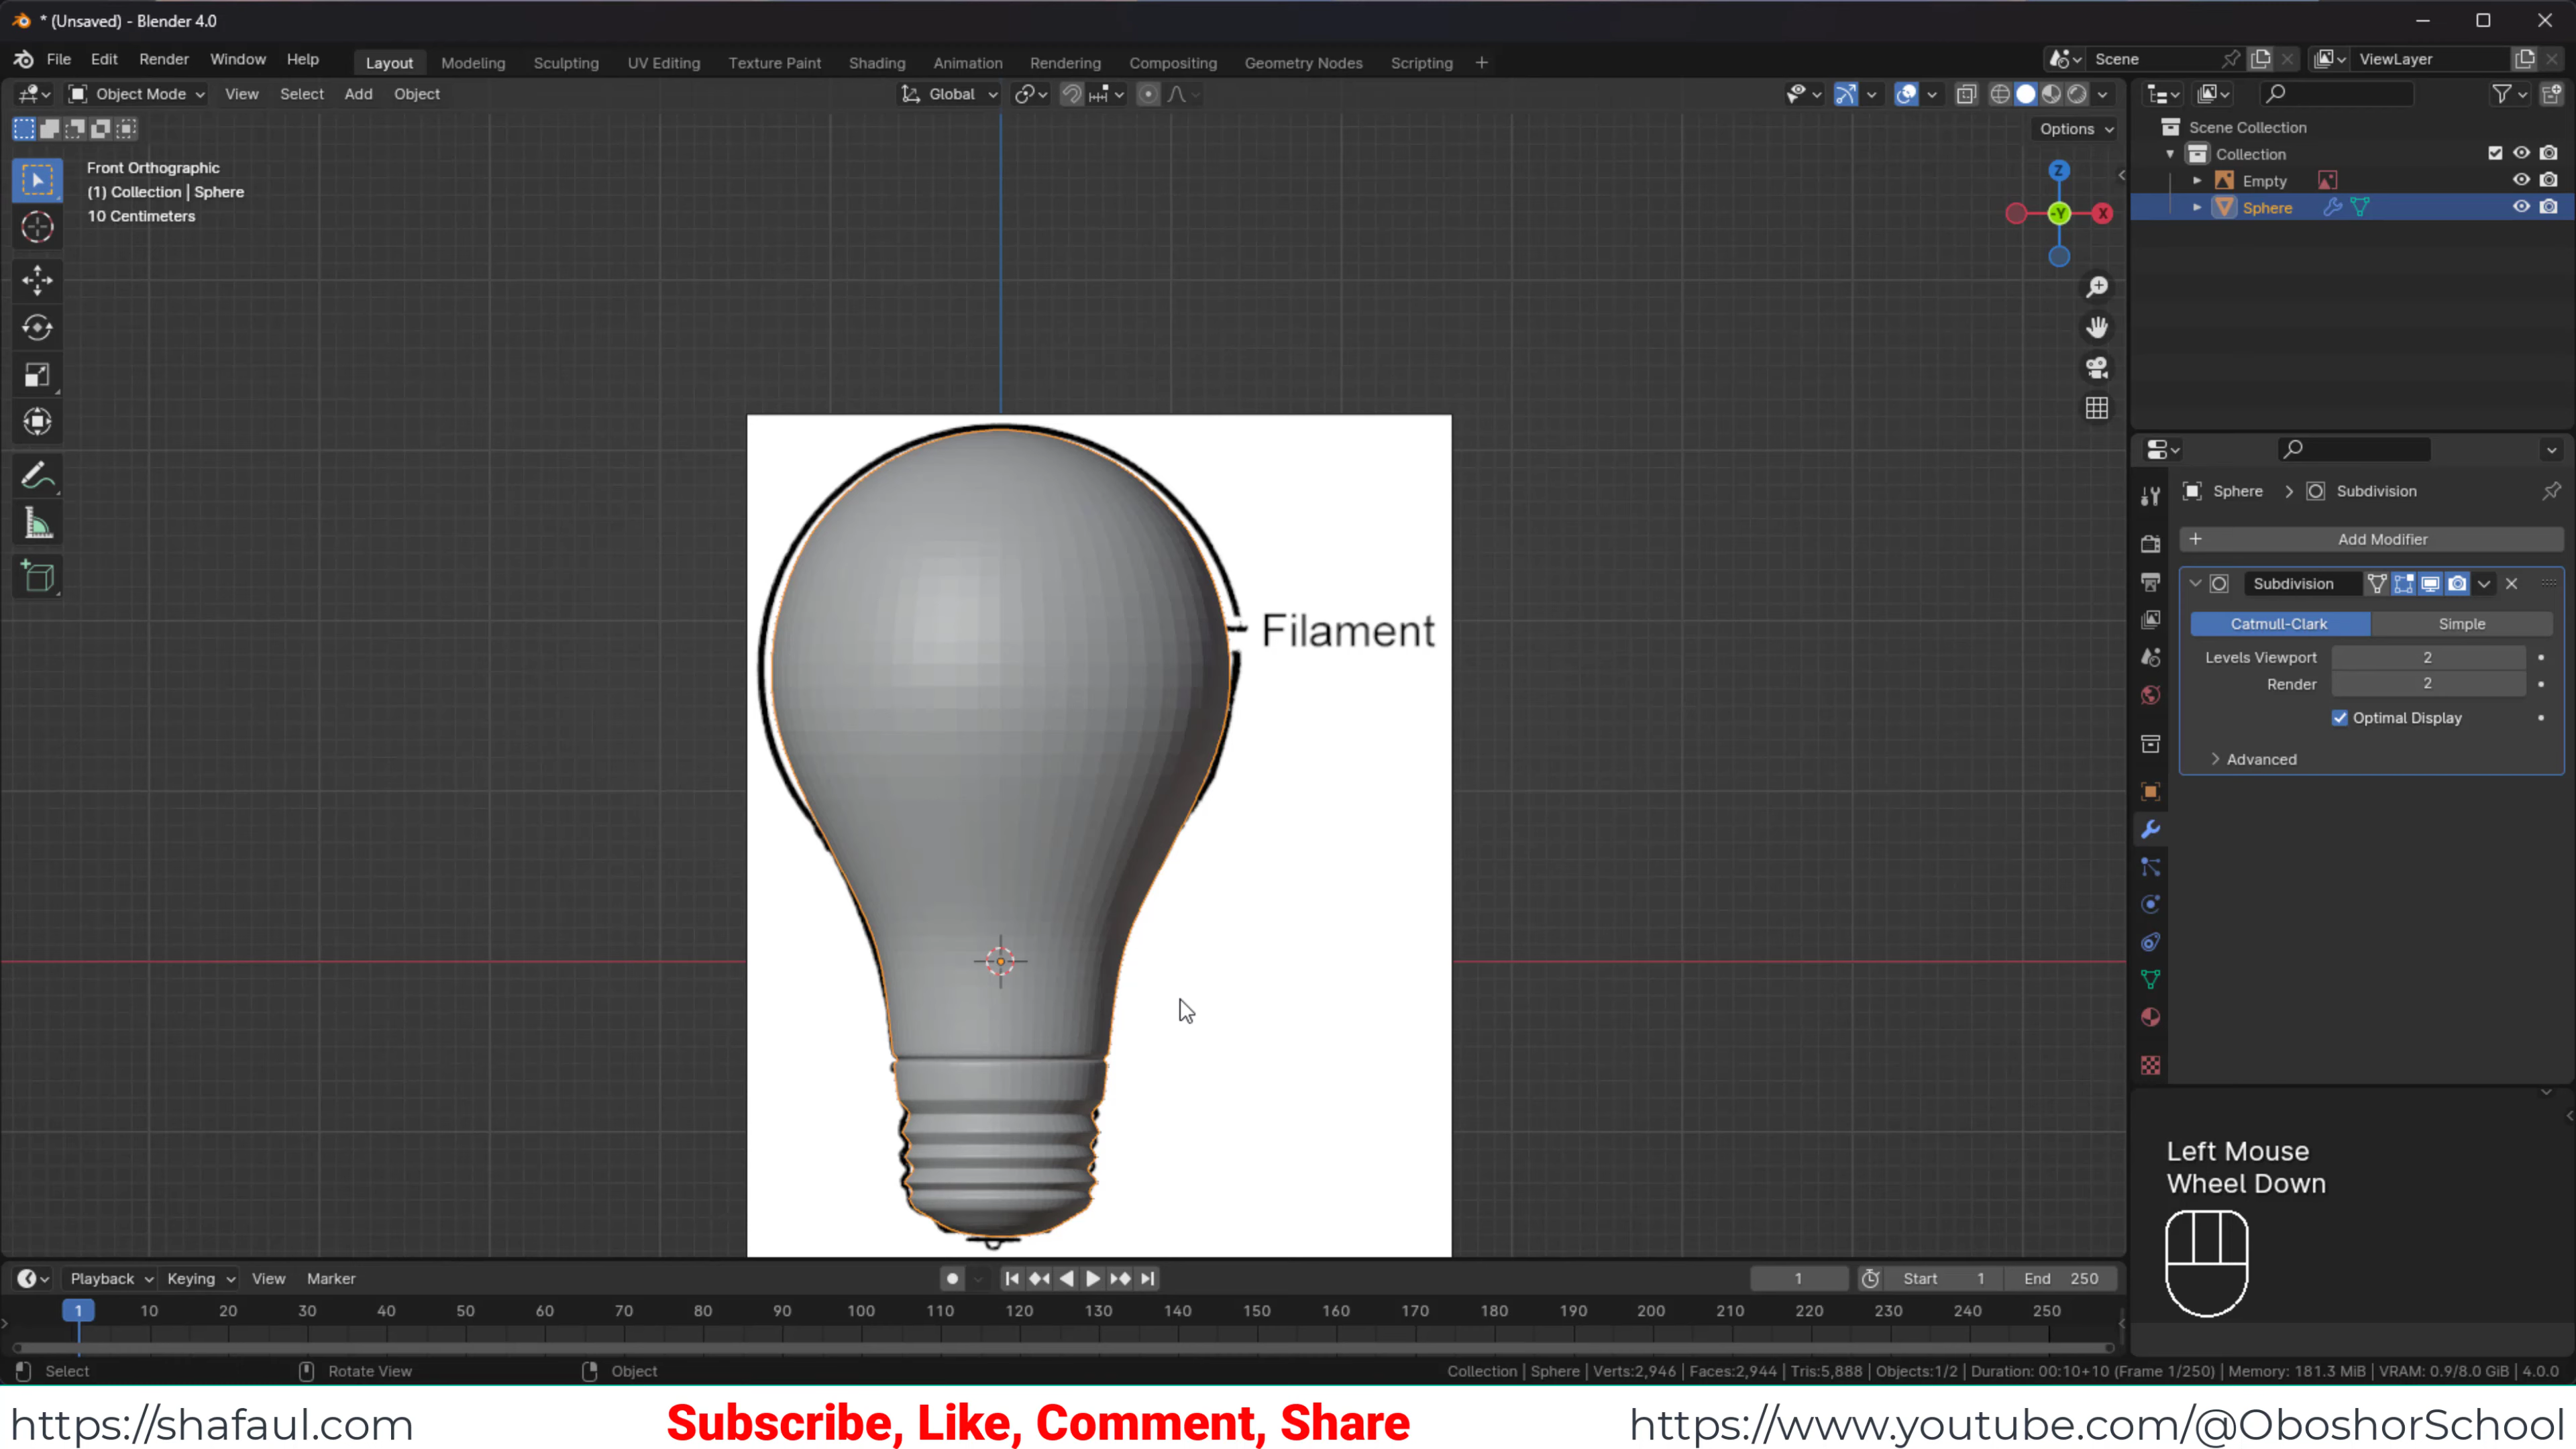 * (Unsaved) - Blender 4.0
File Edit Render Window Help Layout Modeling Sculpting UV Editing Texture Paint Shading Animation Rendering Compositing Geometry Nodes Scripting + Scene ViewLayer
Object Mode View Select Add Object Global
Options
Front Orthographic
(1) Collection | Sphere
10 Centimeters
Z
-Y
X
Scene Collection
Collection
Empty
Sphere
Sphere > Subdivision
+ Add Modifier
Subdivision
Catmull-Clark Simple
Levels Viewport 2
Render 2
Optimal Display
> Advanced
Filament
Left Mouse
Wheel Down
Playback Keying View Marker 1 Start 1 End 250
1 10 20 30 40 50 60 70 80 90 100 110 120 130 140 150 160 170 180 190 200 210 220 230 240 250
Select Rotate View Object Collection | Sphere | Verts:2,946 | Faces:2,944 | Tris:5,888 | Objects:1/2 | Duration: 00:10+10 (Frame 1/250) | Memory: 181.3 MiB | VRAM: 0.9/8.0 GiB | 4.0.0
https://shafaul.com Subscribe, Like, Comment, Share https://www.youtube.com/@OboshorSchool